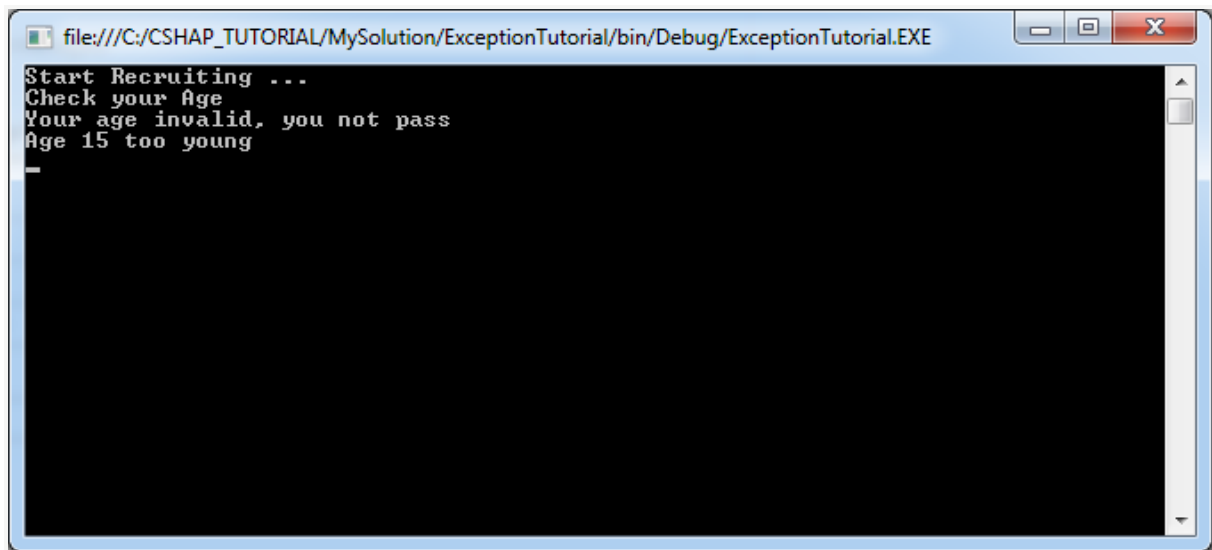 file:///C:/CSHAP_TUTORIAL/MySolution/ExceptionTutorial/bin/Debug/ExceptionTutorial.EXE
Start Recruiting ...
Check your Age
Your age invalid, you not pass
Age 15 too young